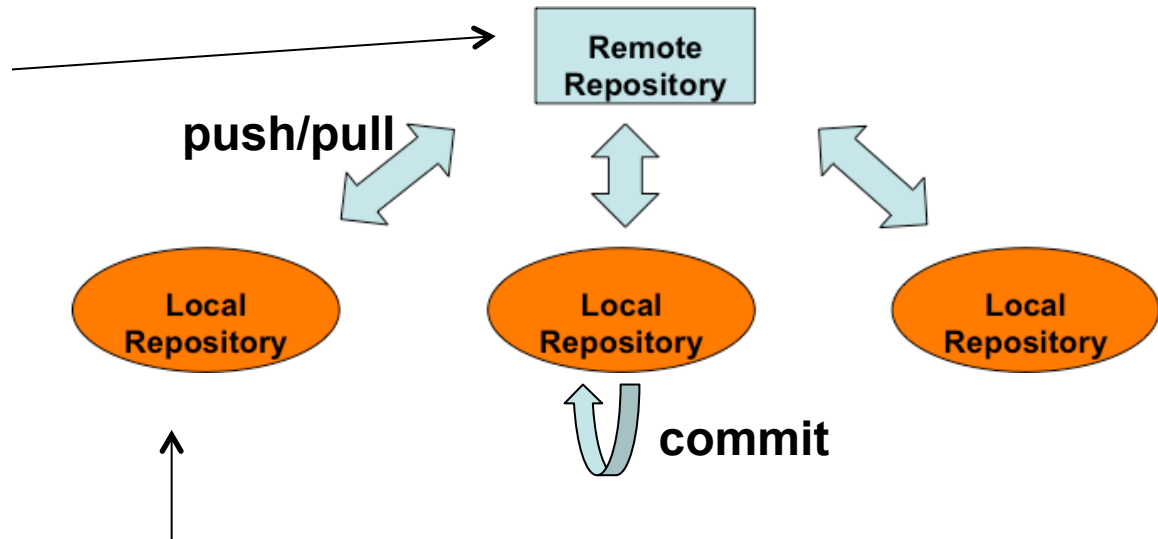 Remote
Repository
push/pull
Local
Repository
Local
Repository
Local
Repository
commit